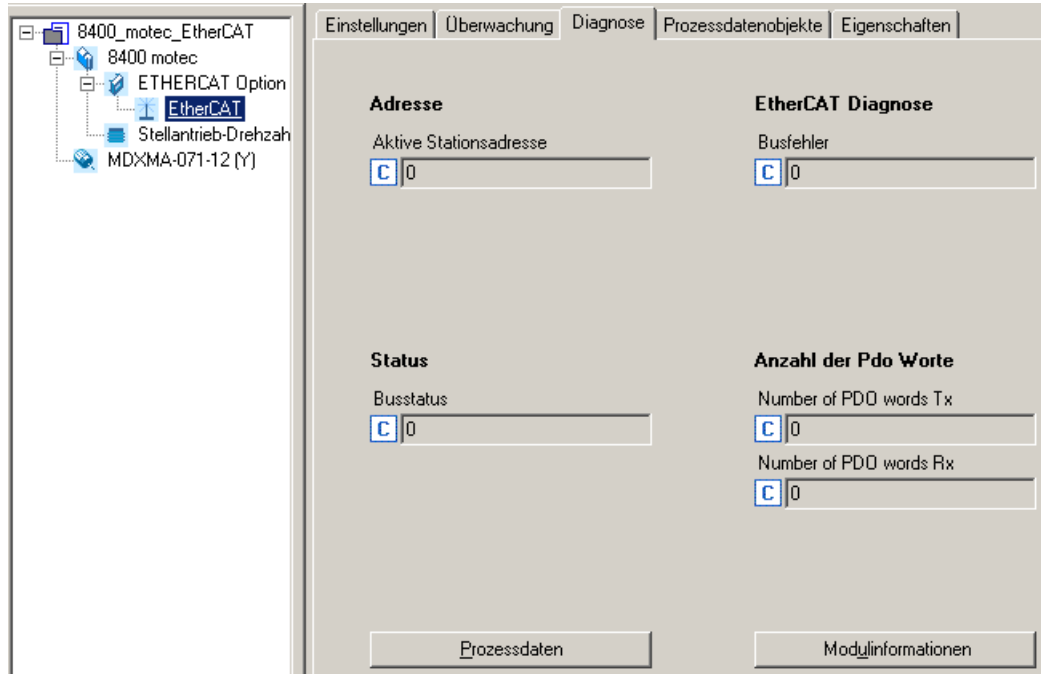 8400_motec_EtherCAT
8400 motec
ETHERCAT Option
EtherCAT
Stellantrieb-Drehzah
MDXMA-071-12 (Y)
Einstellungen Überwachung Diagnose Prozessdatenobjekte Eigenschaften
Adresse
Aktive Stationsadresse
C 0
EtherCAT Diagnose
Busfehler
C 0
Status
Busstatus
C 0
Anzahl der Pdo Worte
Number of PDO words Tx
C 0
Number of PDO words Rx
C 0
Prozessdaten
Modulinformationen